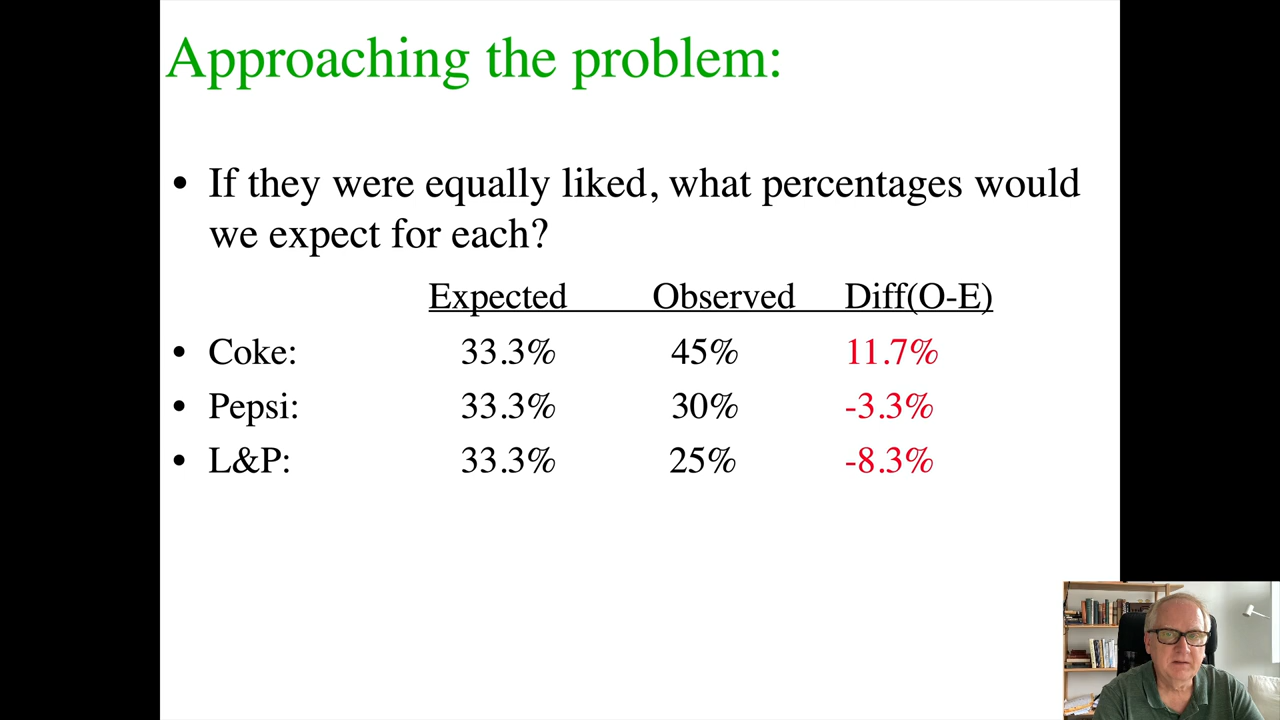 Approaching the problem:
• If they were equally liked, what percentages would
we expect for each?
Expected Observed Diff(O-E)
• Coke: 33.3% 45% 11.7%
• Pepsi: 33.3% 30% -3.3%
• L&P: 33.3% 25% -8.3%